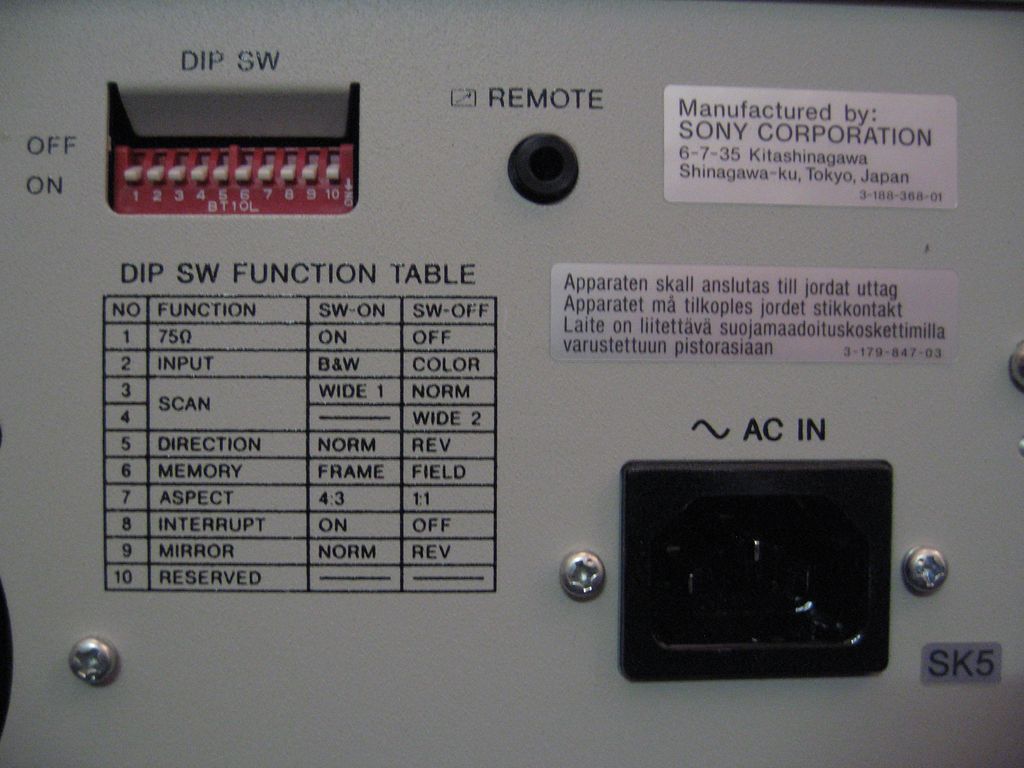 DIP SW
OFF
ON
1 2 3 4 5 6 7 8 9 10
BT10L
REMOTE
Manufactured by:
SONY CORPORATION
6-7-35 Kitashinagawa
Shinagawa-ku, Tokyo, Japan
3-188-368-01
DIP SW FUNCTION TABLE
NO FUNCTION SW-ON SW-OFF
1 75Ω ON OFF
2 INPUT B&W COLOR
3 SCAN WIDE 1 NORM
4 WIDE 2
5 DIRECTION NORM REV
6 MEMORY FRAME FIELD
7 ASPECT 4:3 1:1
8 INTERRUPT ON OFF
9 MIRROR NORM REV
10 RESERVED
Apparaten skall anslutas till jordat uttag
Apparatet må tilkoples jordet stikkontakt
Laite on liitettävä suojamaadoituskoskettimilla
varustettuun pistorasiaan
3-179-847-03
AC IN
SK5